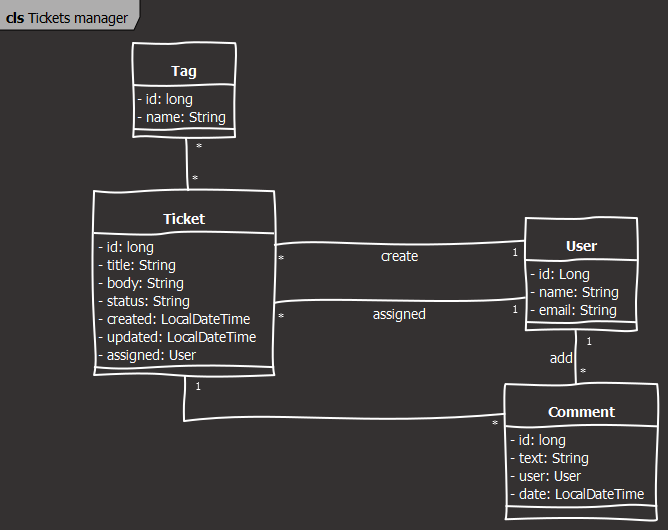 cls Tickets manager
Tag
- id: long
- name: String
*
*
Ticket
- id: long
- title: String
- body: String
- status: String
- created: LocalDateTime
- updated: LocalDateTime
- assigned: User
* create 1
* assigned 1
User
- id: Long
- name: String
- email: String
1
add
*
1
*
Comment
- id: long
- text: String
- user: User
- date: LocalDateTime